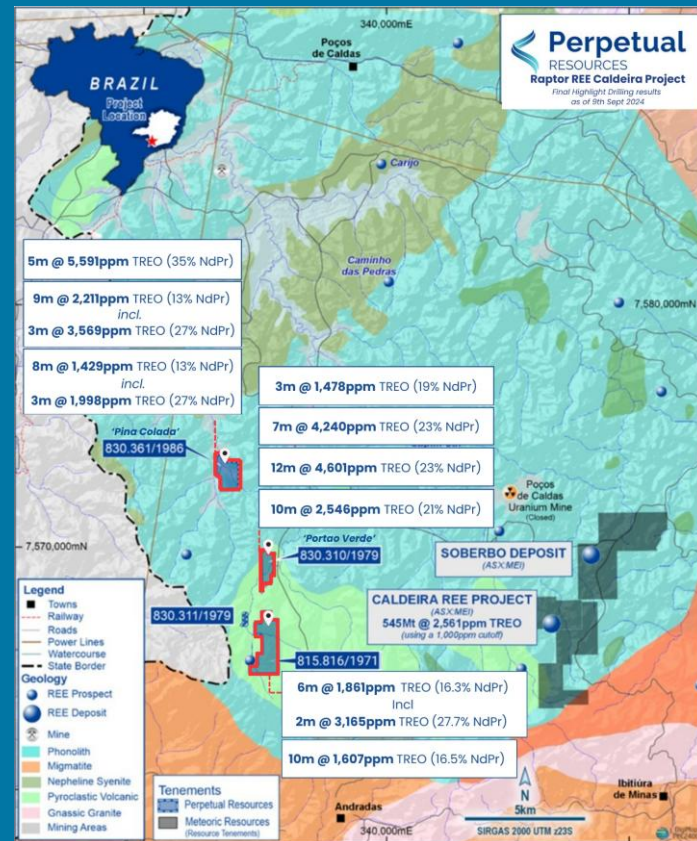 340,000mE
Poços
de Caldas
Perpetual
RESOURCES
Raptor REE Caldeira Project
Final Highlight Drilling results
as of 9th Sept 2024
BRAZIL
Project
Location
Carijo
Caminho
das Pedras
7,580,000mN
5m @ 5,591ppm TREO (35% NdPr)
9m @ 2,211ppm TREO (13% NdPr)
incl.
3m @ 3,569ppm TREO (27% NdPr)
8m @ 1,429ppm TREO (13% NdPr)
incl.
3m @ 1,998ppm TREO (27% NdPr)
3m @ 1,478ppm TREO (19% NdPr)
7m @ 4,240ppm TREO (23% NdPr)
12m @ 4,601ppm TREO (23% NdPr)
10m @ 2,546ppm TREO (21% NdPr)
'Pina Colada'
830.361/1986
Poços
de Caldas
Uranium Mine
(Closed)
7,570,000mN
'Portao Verde'
830.310/1979
SOBERBO DEPOSIT
(ASX:MEI)
CALDEIRA REE PROJECT
(ASX:MEI)
545Mt @ 2,561ppm TREO
(using a 1,000ppm cutoff)
830.311/1979
815.816/1971
6m @ 1,861ppm TREO (16.3% NdPr)
Incl
2m @ 3,165ppm TREO (27.7% NdPr)
10m @ 1,607ppm TREO (16.5% NdPr)
Legend
Towns
Railway
Roads
Power Lines
Watercourse
State Border
Geology
REE Prospect
REE Deposit
Mine
Phonolith
Migmatite
Nepheline Syenite
Pyroclastic Volcanic
Gnassic Granite
Mining Areas
Tenements
Perpetual Resources
Meteoric Resources
(Resource Tenements)
Andradas
340,000mE
N
5km
SIRGAS 2000 UTM z23S
Ibitiúra
de Minas